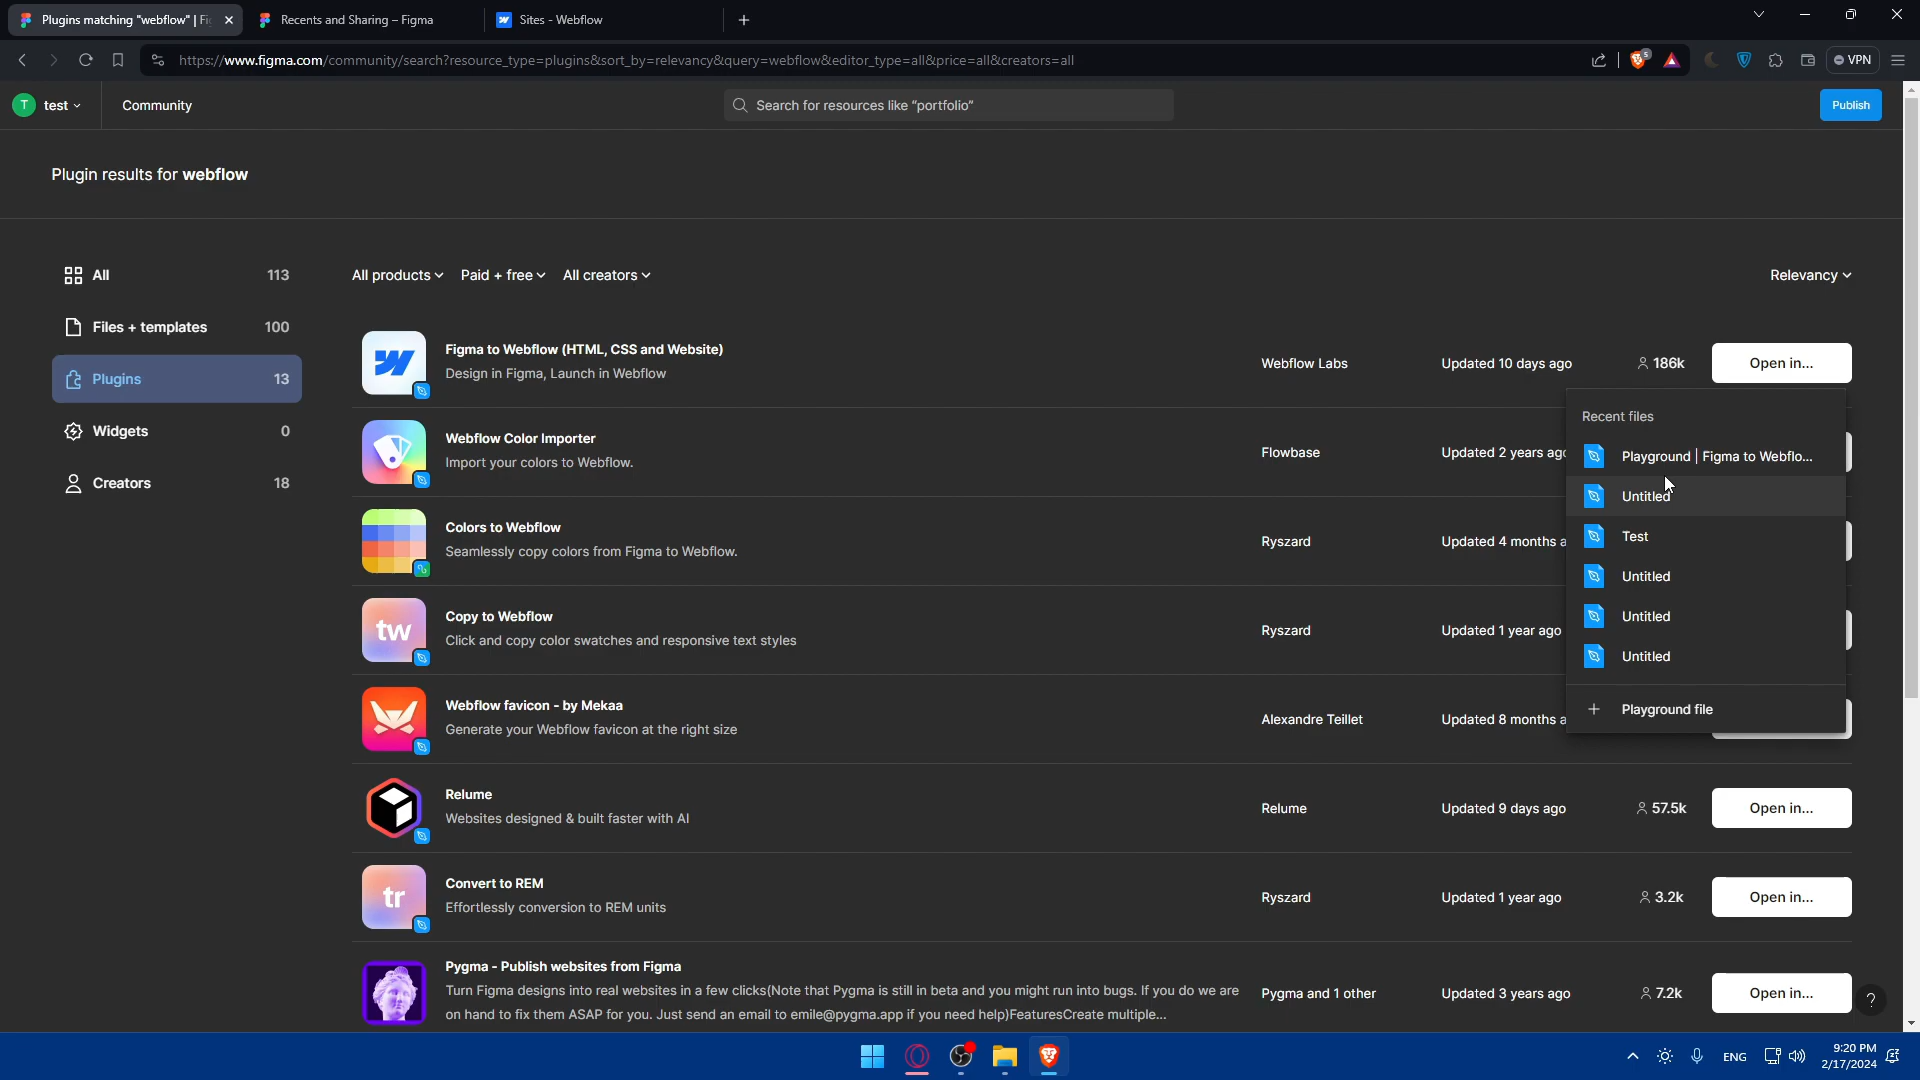 Plugins matching "webflow" | Fi
Recents and Sharing – Figma
Sites - Webflow
https://www.figma.com/community/search?resource_type=plugins&sort_by=relevancy&query=webflow&editor_type=all&price=all&creators=all
5
VPN
T test
Community
Search for resources like “portfolio”
Publish
Plugin results for webflow
All 113
Files + templates 100
Plugins 13
Widgets 0
Creators 18
All products Paid + free All creators
Relevancy
Figma to Webflow (HTML, CSS and Website)
Design in Figma, Launch in Webflow
Webflow Labs Updated 10 days ago 186k Open in...
Webflow Color Importer
Import your colors to Webflow.
Flowbase Updated 2 years ago
Colors to Webflow
Seamlessly copy colors from Figma to Webflow.
Ryszard Updated 4 months a
tw
Copy to Webflow
Click and copy color swatches and responsive text styles
Ryszard Updated 1 year ago
Webflow favicon - by Mekaa
Generate your Webflow favicon at the right size
Alexandre Teillet Updated 8 months a
Recent files
Playground | Figma to Webflo...
Untitled
Test
Untitled
Untitled
Untitled
+ Playground file
Relume
Websites designed & built faster with AI
Relume Updated 9 days ago 57.5k Open in...
tr
Convert to REM
Effortlessly conversion to REM units
Ryszard Updated 1 year ago 3.2k Open in...
Pygma - Publish websites from Figma
Turn Figma designs into real websites in a few clicks(Note that Pygma is still in beta and you might run into bugs. If you do we are
on hand to fix them ASAP for you. Just send an email to emile@pygma.app if you need help)FeaturesCreate multiple...
Pygma and 1 other Updated 3 years ago 7.2k Open in...
?
ENG
9:20 PM
2/17/2024